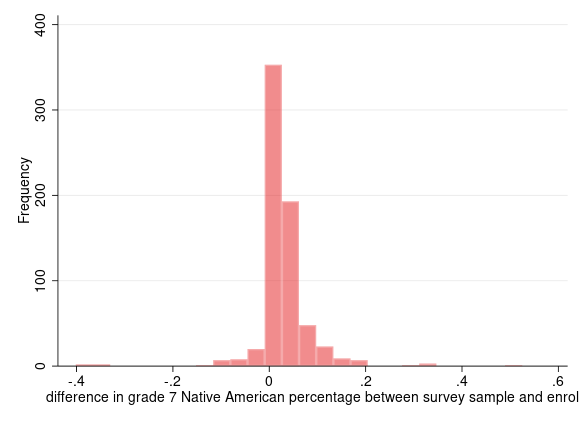 400
300
200
100
0
Frequency
-.4 -.2 0 .2 .4 .6
difference in grade 7 Native American percentage between survey sample and enrol